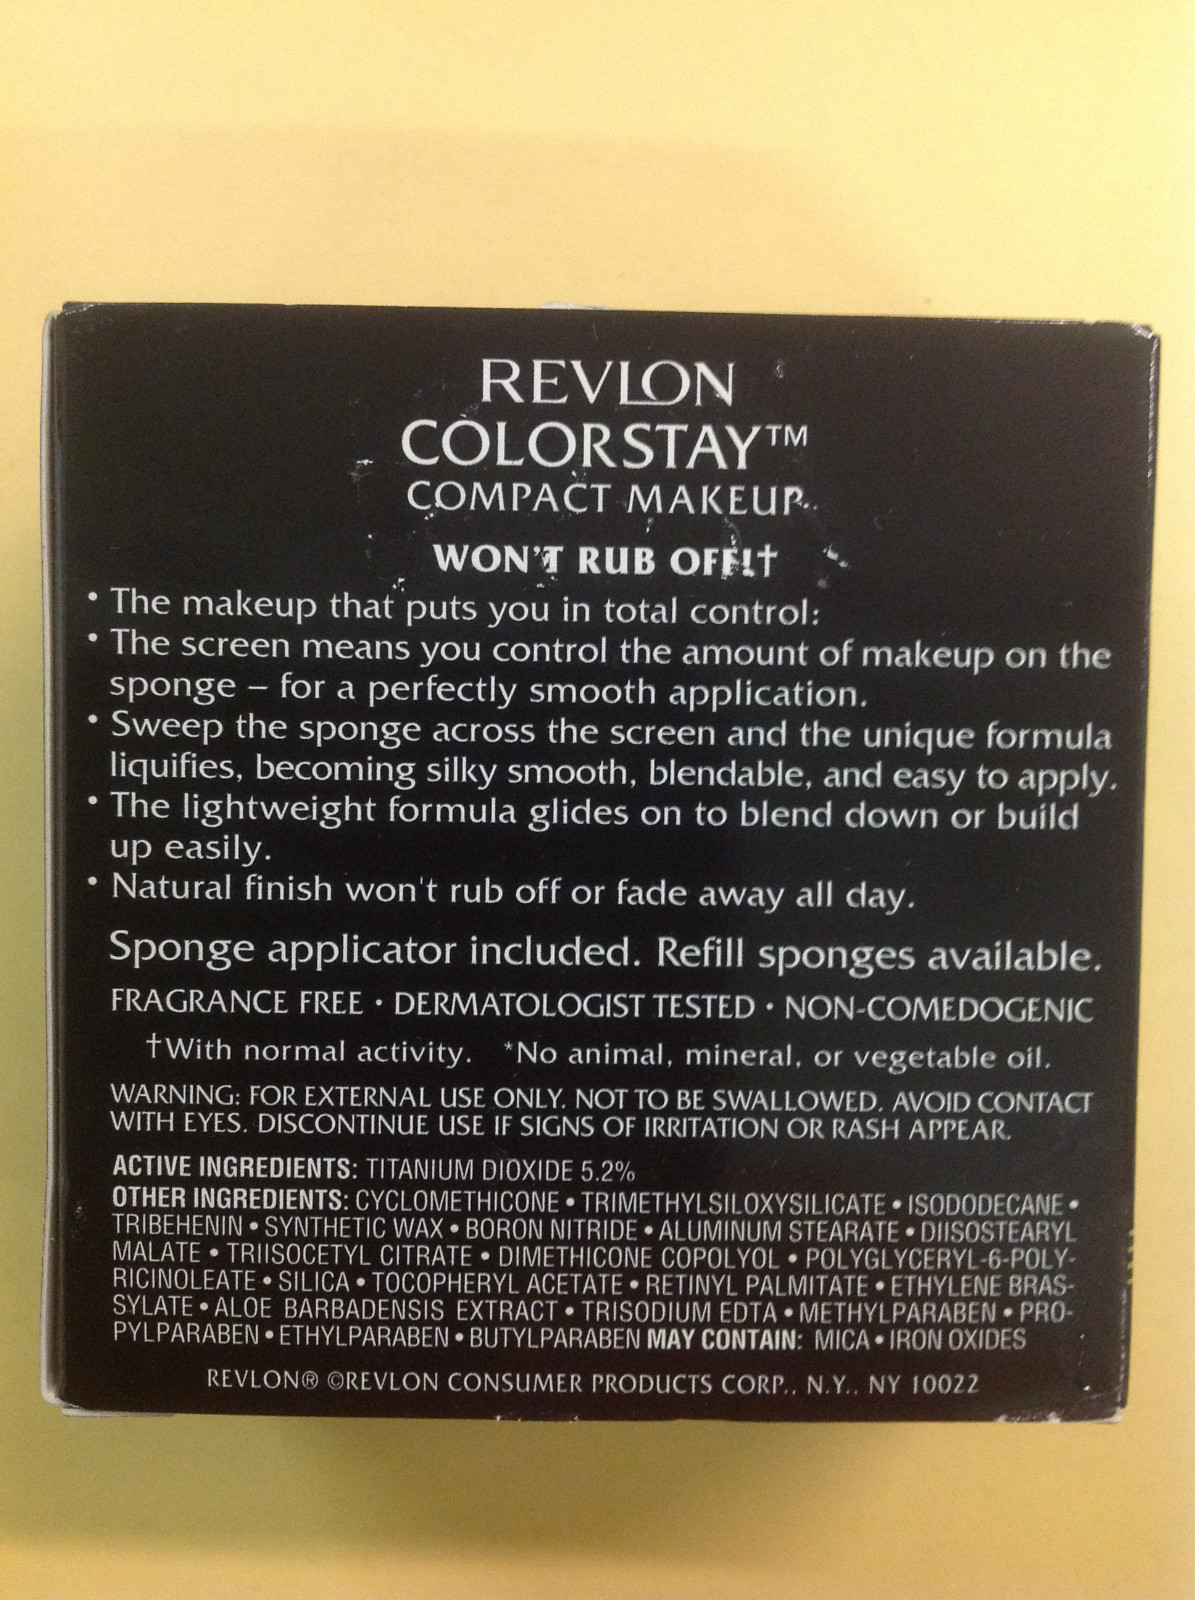 REVLON
COLORSTAY™
COMPACT MAKEUP
WON'T RUB OFF!†
• The makeup that puts you in total control:
• The screen means you control the amount of makeup on the
sponge – for a perfectly smooth application.
• Sweep the sponge across the screen and the unique formula
liquifies, becoming silky smooth, blendable, and easy to apply.
• The lightweight formula glides on to blend down or build
up easily.
• Natural finish won't rub off or fade away all day.
Sponge applicator included. Refill sponges available.
FRAGRANCE FREE • DERMATOLOGIST TESTED • NON-COMEDOGENIC
†With normal activity. *No animal, mineral, or vegetable oil.
WARNING: FOR EXTERNAL USE ONLY. NOT TO BE SWALLOWED. AVOID CONTACT
WITH EYES. DISCONTINUE USE IF SIGNS OF IRRITATION OR RASH APPEAR.
ACTIVE INGREDIENTS: TITANIUM DIOXIDE 5.2%
OTHER INGREDIENTS: CYCLOMETHICONE • TRIMETHYLSILOXYSILICATE • ISODODECANE •
TRIBEHENIN • SYNTHETIC WAX • BORON NITRIDE • ALUMINUM STEARATE • DIISOSTEARYL
MALATE • TRIISOCETYL CITRATE • DIMETHICONE COPOLYOL • POLYGLYCERYL-6-POLY-
RICINOLEATE • SILICA • TOCOPHERYL ACETATE • RETINYL PALMITATE • ETHYLENE BRAS-
SYLATE • ALOE BARBADENSIS EXTRACT • TRISODIUM EDTA • METHYLPARABEN • PRO-
PYLPARABEN • ETHYLPARABEN • BUTYLPARABEN MAY CONTAIN: MICA • IRON OXIDES
REVLON® ©REVLON CONSUMER PRODUCTS CORP., N.Y., NY 10022